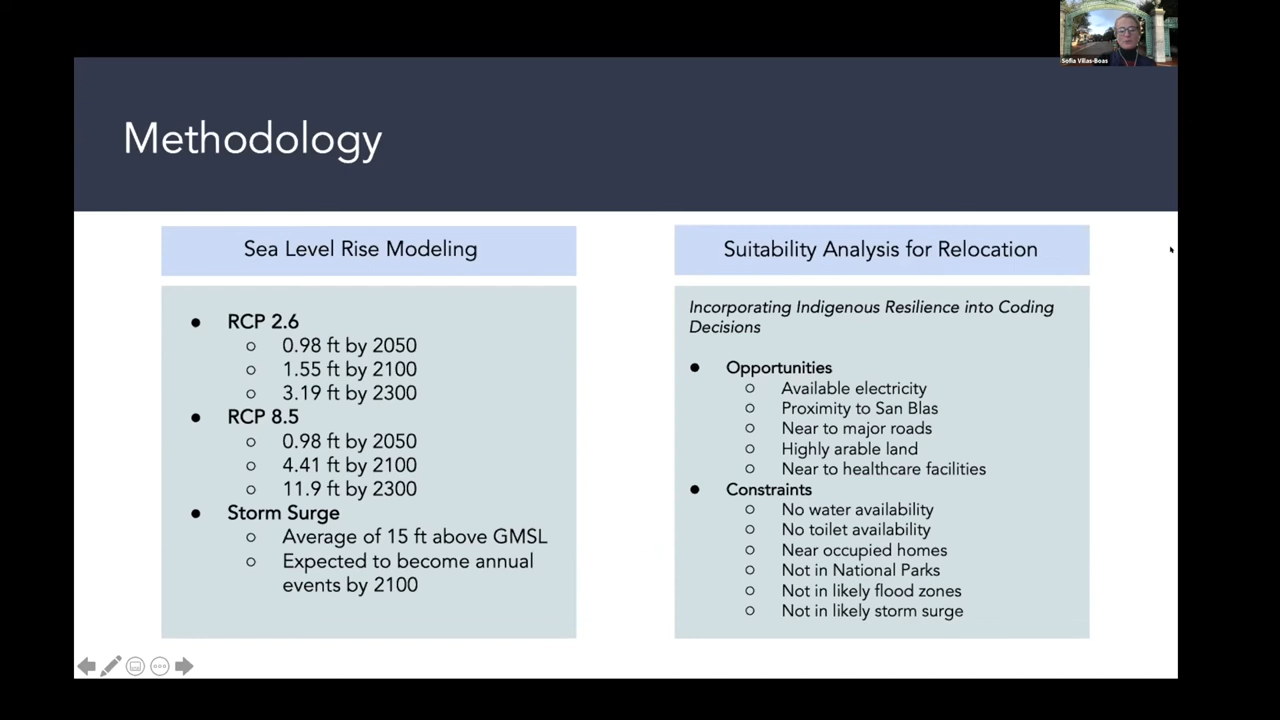 Sofia Villas-Boas
Methodology
Sea Level Rise Modeling
● RCP 2.6
○ 0.98 ft by 2050
○ 1.55 ft by 2100
○ 3.19 ft by 2300
● RCP 8.5
○ 0.98 ft by 2050
○ 4.41 ft by 2100
○ 11.9 ft by 2300
● Storm Surge
○ Average of 15 ft above GMSL
○ Expected to become annual
events by 2100
Suitability Analysis for Relocation
Incorporating Indigenous Resilience into Coding
Decisions
● Opportunities
○ Available electricity
○ Proximity to San Blas
○ Near to major roads
○ Highly arable land
○ Near to healthcare facilities
● Constraints
○ No water availability
○ No toilet availability
○ Near occupied homes
○ Not in National Parks
○ Not in likely flood zones
○ Not in likely storm surge